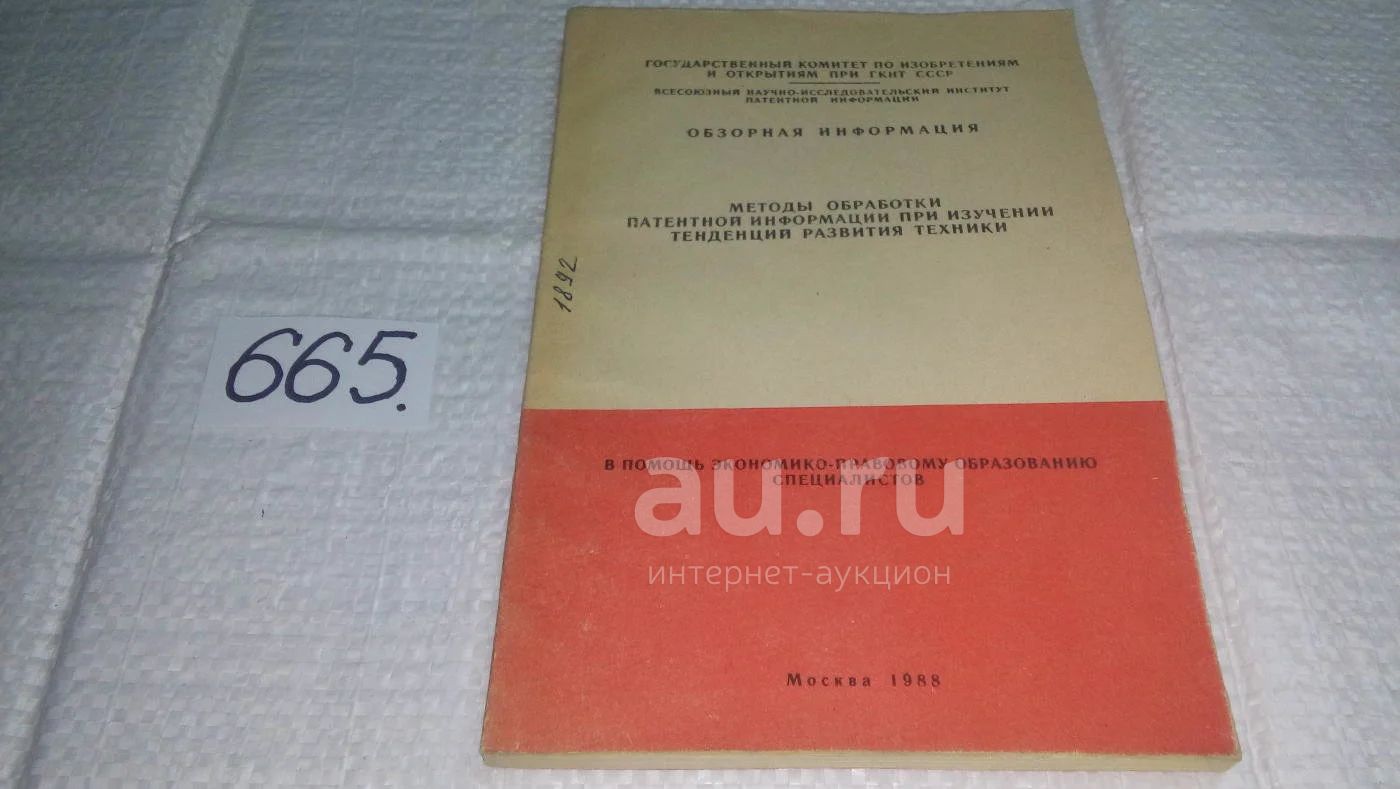 ГОСУДАРСТВЕННЫЙ КОМИТЕТ ПО ИЗОБРЕТЕНИЯМ
И ОТКРЫТИЯМ ПРИ ГКНТ СССР
ВСЕСОЮЗНЫЙ НАУЧНО-ИССЛЕДОВАТЕЛЬСКИЙ ИНСТИТУТ
ПАТЕНТНОЙ ИНФОРМАЦИИ
ОБЗОРНАЯ ИНФОРМАЦИЯ
МЕТОДЫ ОБРАБОТКИ
ПАТЕНТНОЙ ИНФОРМАЦИИ ПРИ ИЗУЧЕНИИ
ТЕНДЕНЦИЙ РАЗВИТИЯ ТЕХНИКИ
1892
665.
В ПОМОЩЬ ЭКОНОМИКО-ПРАВОВОМУ ОБРАЗОВАНИЮ
СПЕЦИАЛИСТОВ
au.ru
интернет-аукцион
Москва 1988